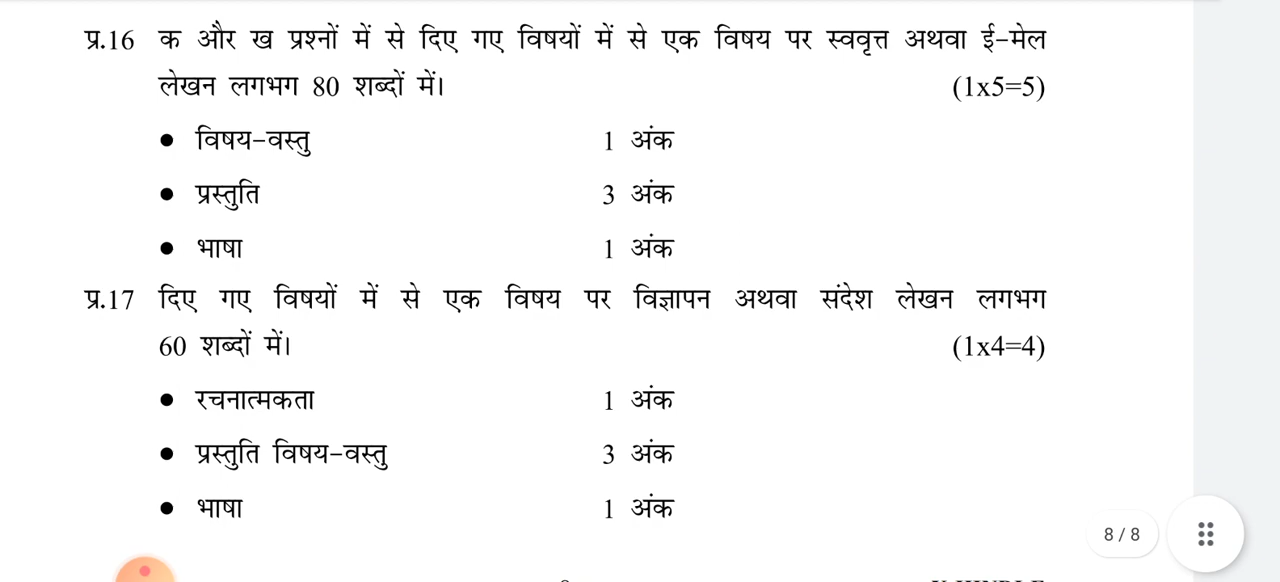 प्र.16 क और ख प्रश्नों में से दिए गए विषयों में से एक विषय पर स्ववृत्त अथवा ई-मेल
लेखन लगभग 80 शब्दों में। (1x5=5)
• विषय-वस्तु 1 अंक
• प्रस्तुति 3 अंक
• भाषा 1 अंक
प्र.17 दिए गए विषयों में से एक विषय पर विज्ञापन अथवा संदेश लेखन लगभग
60 शब्दों में। (1x4=4)
• रचनात्मकता 1 अंक
• प्रस्तुति विषय-वस्तु 3 अंक
• भाषा 1 अंक
8 / 8